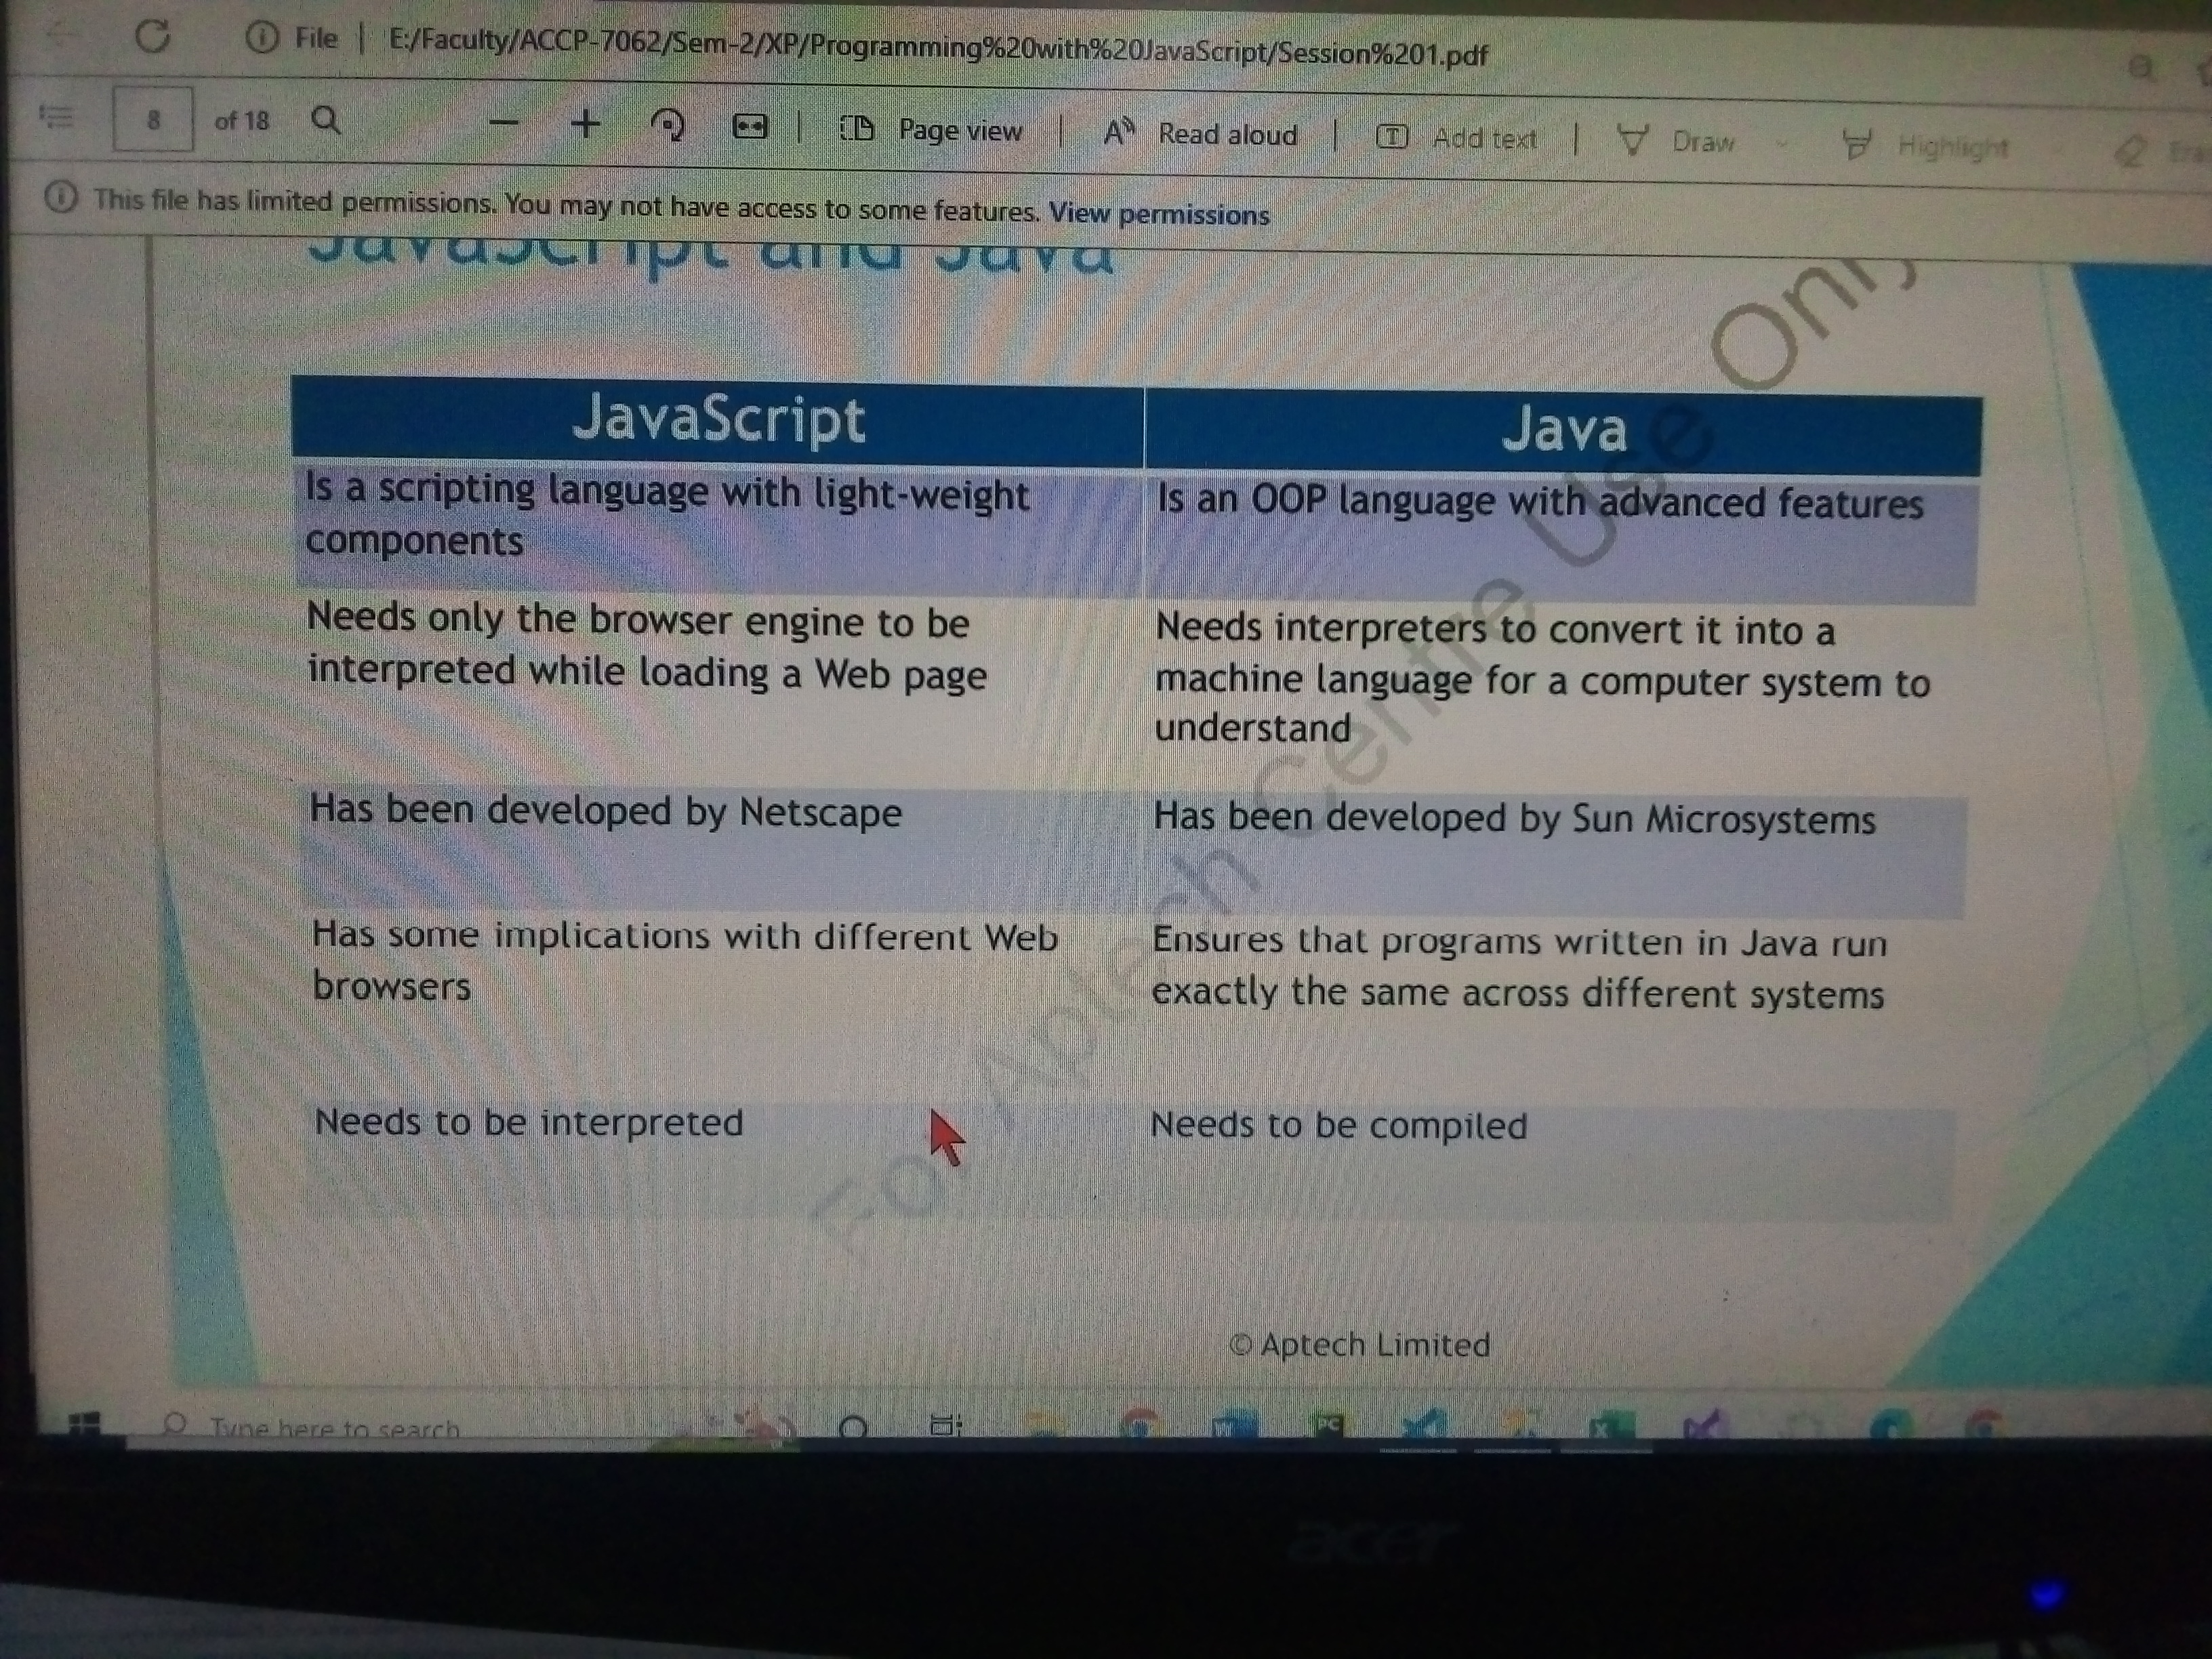 File | E:/Faculty/ACCP-7062/Sem-2/XP/Programming%20with%20JavaScript/Session%201.pdf
8 of 18 Page view | Read aloud | Add text | Draw Highlight
This file has limited permissions. You may not have access to some features. View permissions
JavaScript and Java
JavaScript
Java
Is a scripting language with light-weight
components
Is an OOP language with advanced features
Needs only the browser engine to be
interpreted while loading a Web page
Needs interpreters to convert it into a
machine language for a computer system to
understand
Has been developed by Netscape
Has been developed by Sun Microsystems
Has some implications with different Web
browsers
Ensures that programs written in Java run
exactly the same across different systems
Needs to be interpreted
Needs to be compiled
For Aptech Centre Use Only
© Aptech Limited
Type here to search
acer